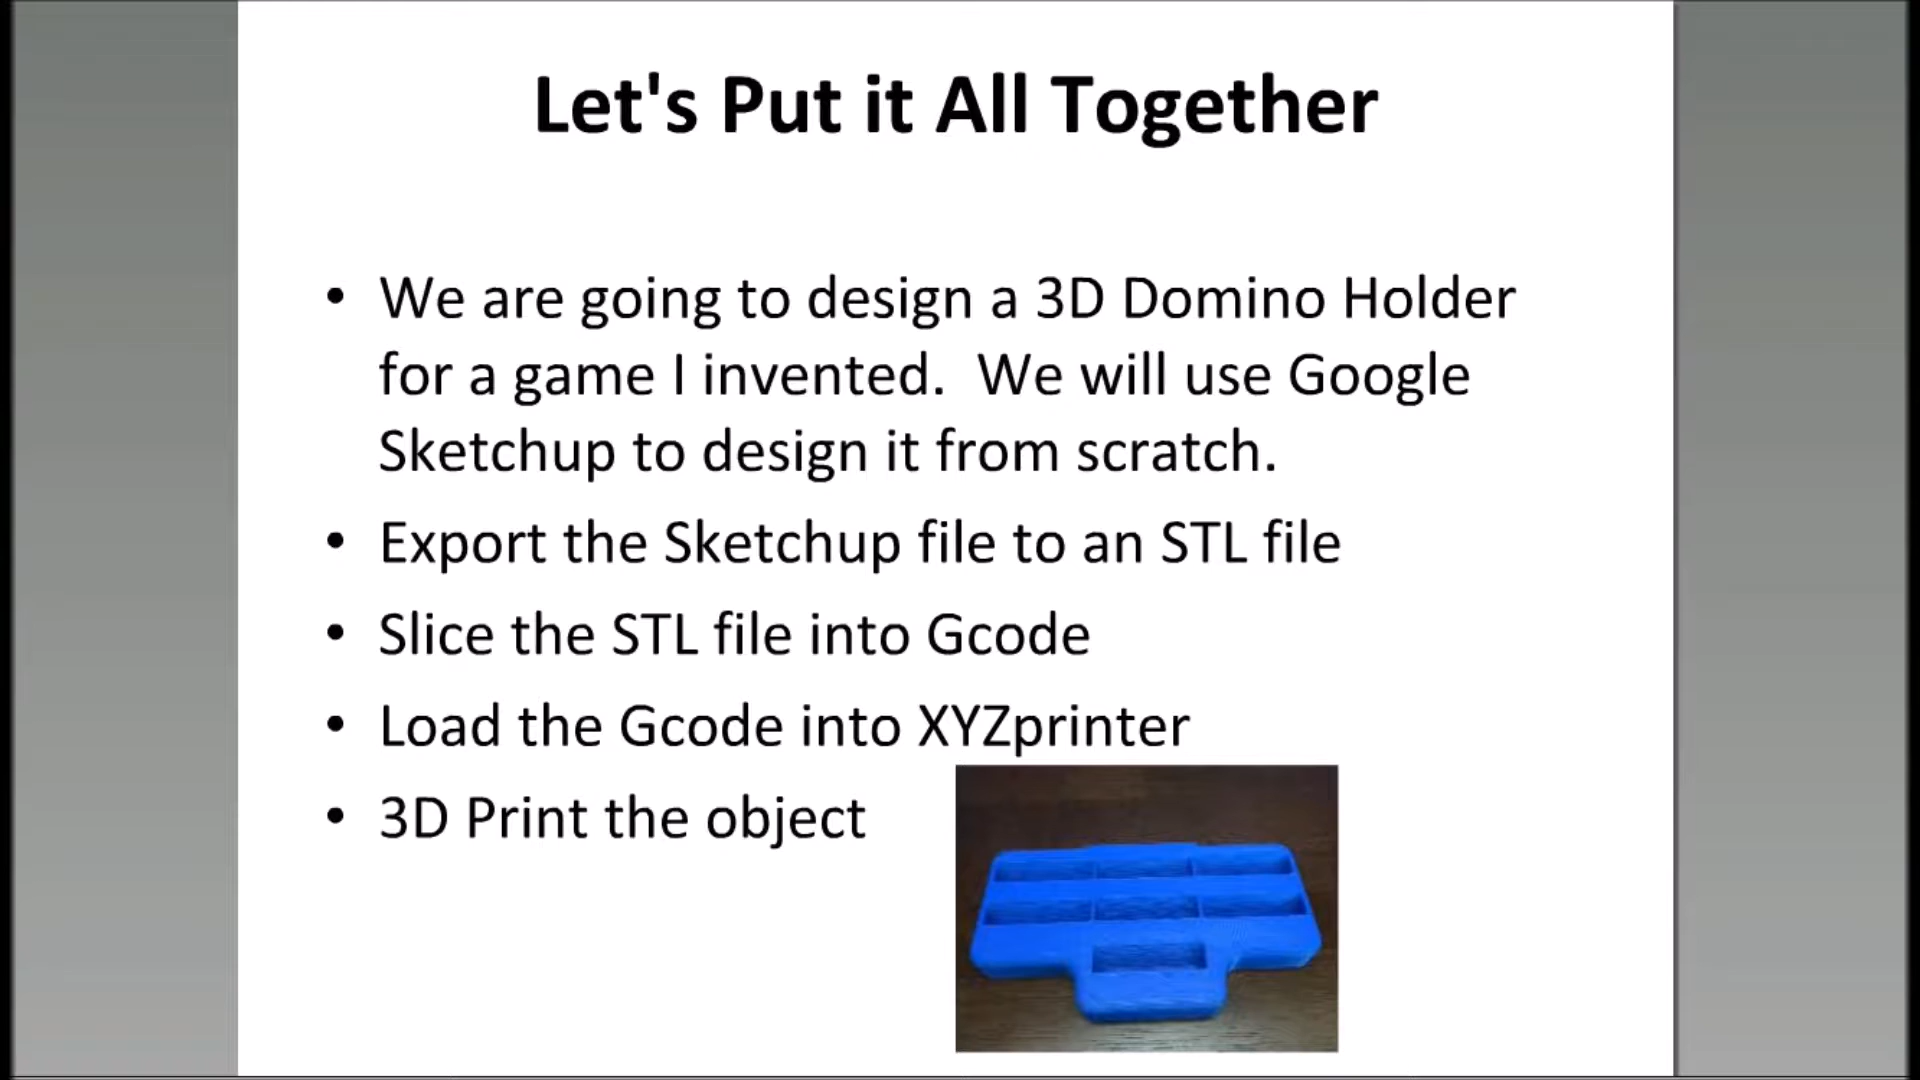 Let's Put it All Together
• We are going to design a 3D Domino Holder
for a game I invented.  We will use Google
Sketchup to design it from scratch.
• Export the Sketchup file to an STL file
• Slice the STL file into Gcode
• Load the Gcode into XYZprinter
• 3D Print the object